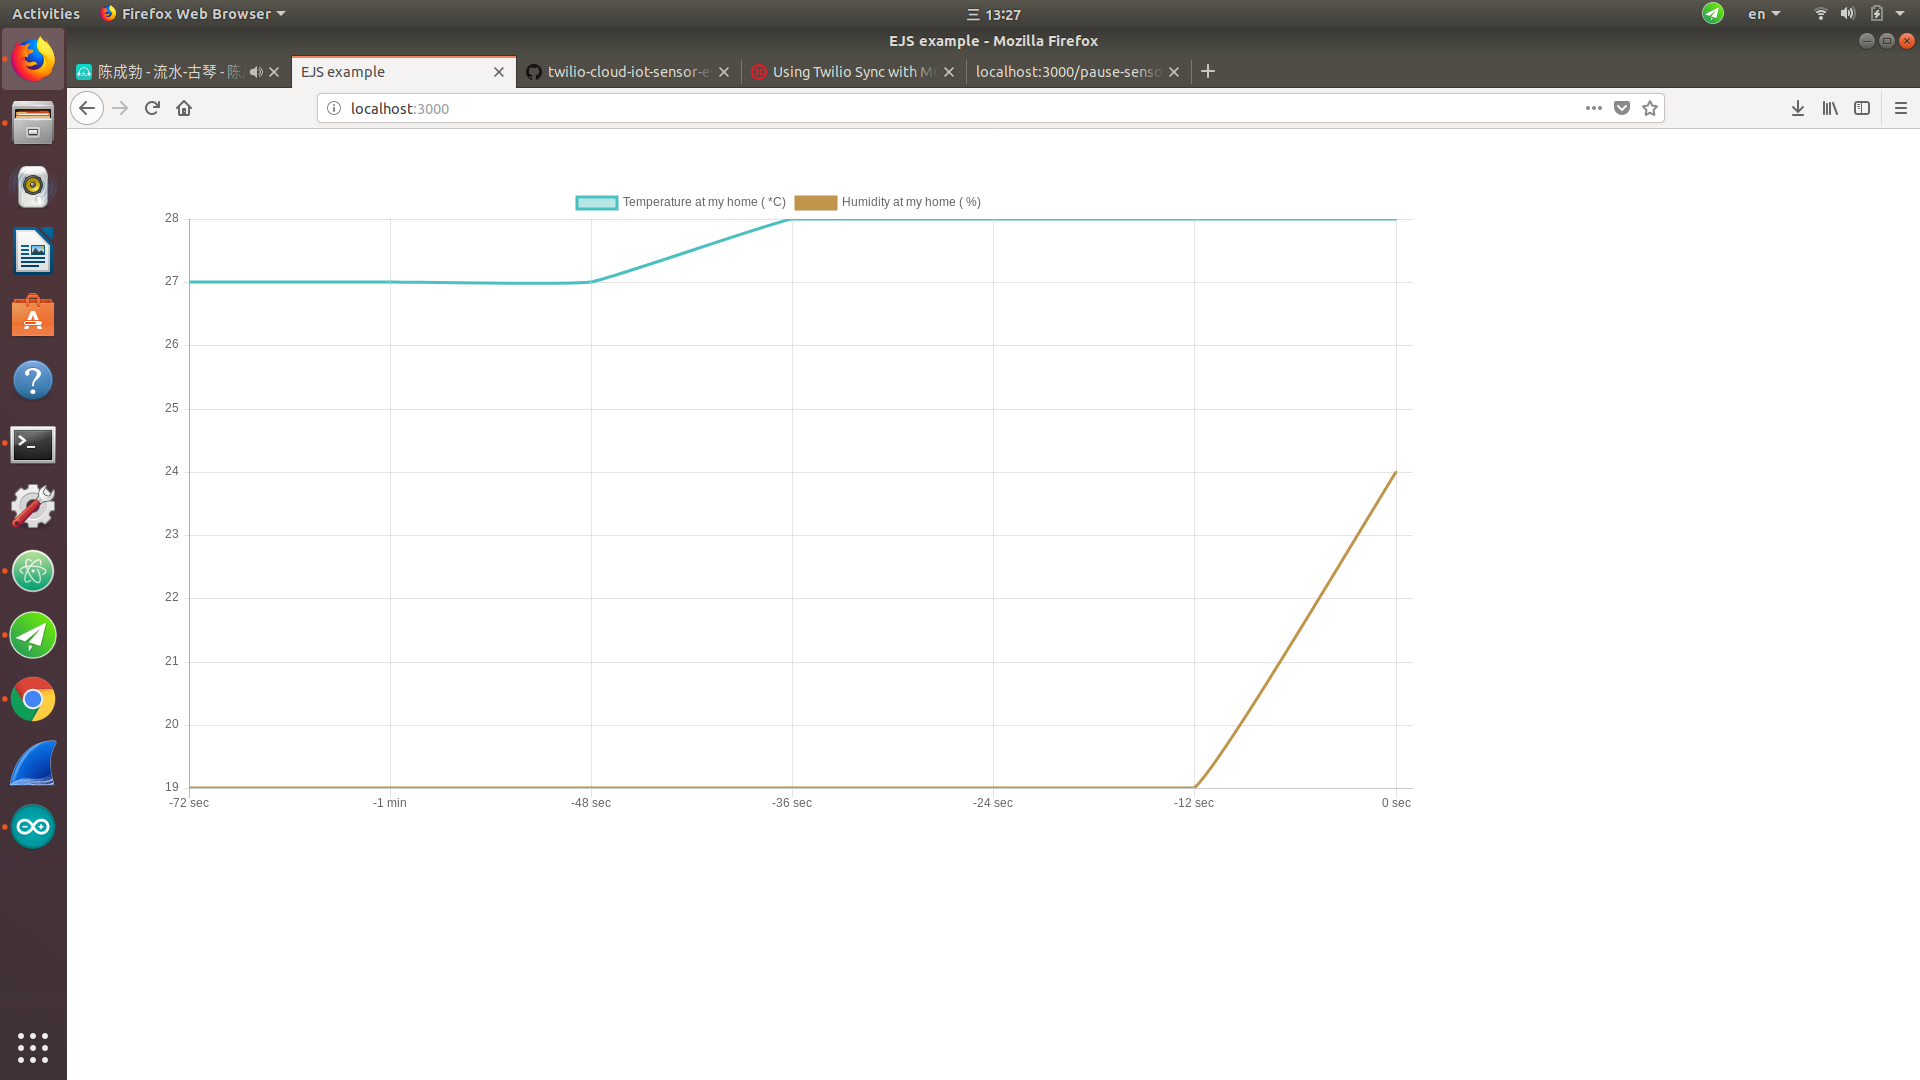 Activities Firefox Web Browser 三 13:27 en
EJS example - Mozilla Firefox
陈成勃 - 流水-古琴 - 陈 EJS example twilio-cloud-iot-sensor-e Using Twilio Sync with MQ localhost:3000/pause-senso
localhost:3000
Temperature at my home ( *C) Humidity at my home ( %)
28
27
26
25
24
23
22
21
20
19
-72 sec -1 min -48 sec -36 sec -24 sec -12 sec 0 sec